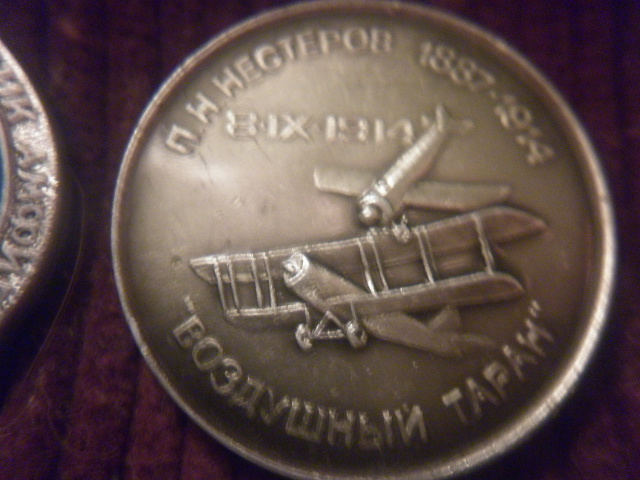 П. Н. НЕСТЕРОВ 1887-1914
8·IX·1914
"ВОЗДУШНЫЙ ТАРАН"